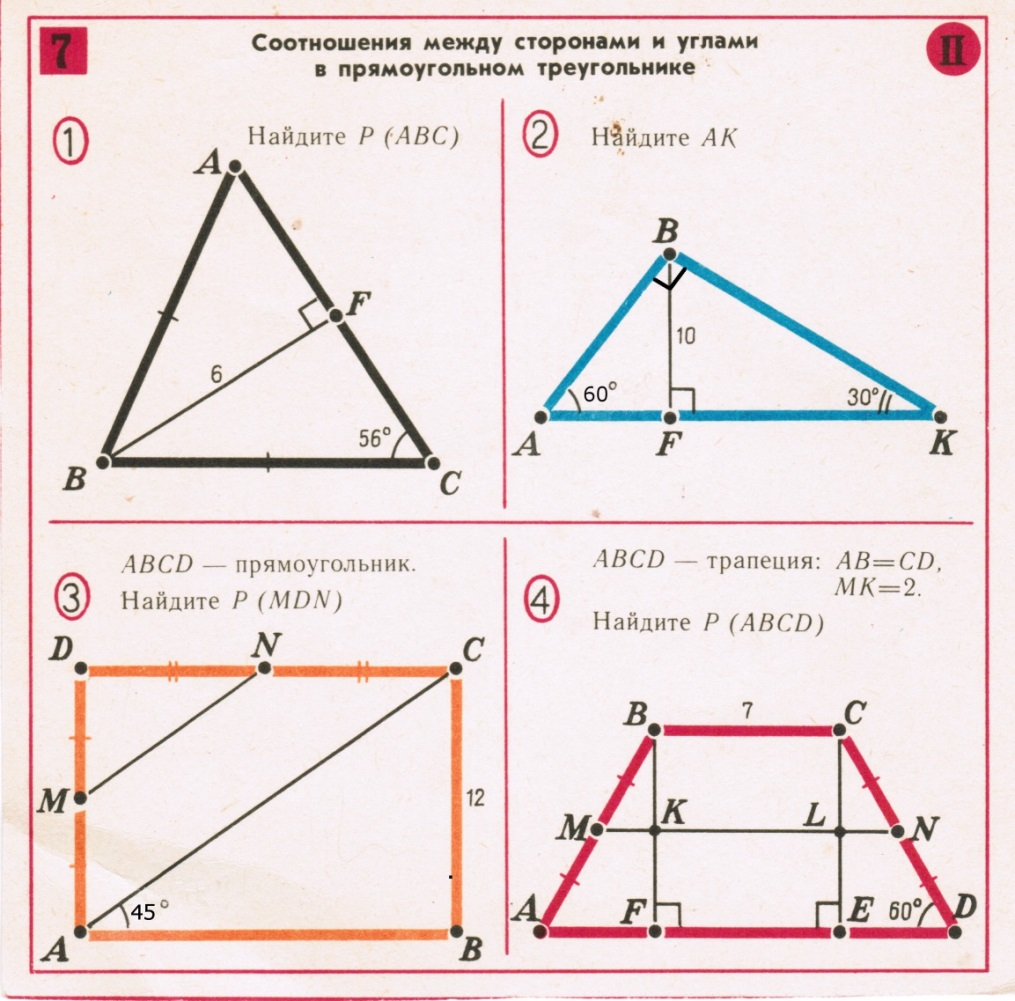 7
Соотношения между сторонами и углами
в прямоугольном треугольнике
II
1
Найдите P (ABC)
A
F
6
56°
B
C
2
Найдите AK
B
10
60°
30°
A
F
K
3
ABCD — прямоугольник.
Найдите P (MDN)
D
N
C
M
12
45°
A
B
4
ABCD — трапеция: AB=CD,
MK=2.
Найдите P (ABCD)
B
7
C
M
K
L
N
A
F
E
60°
D